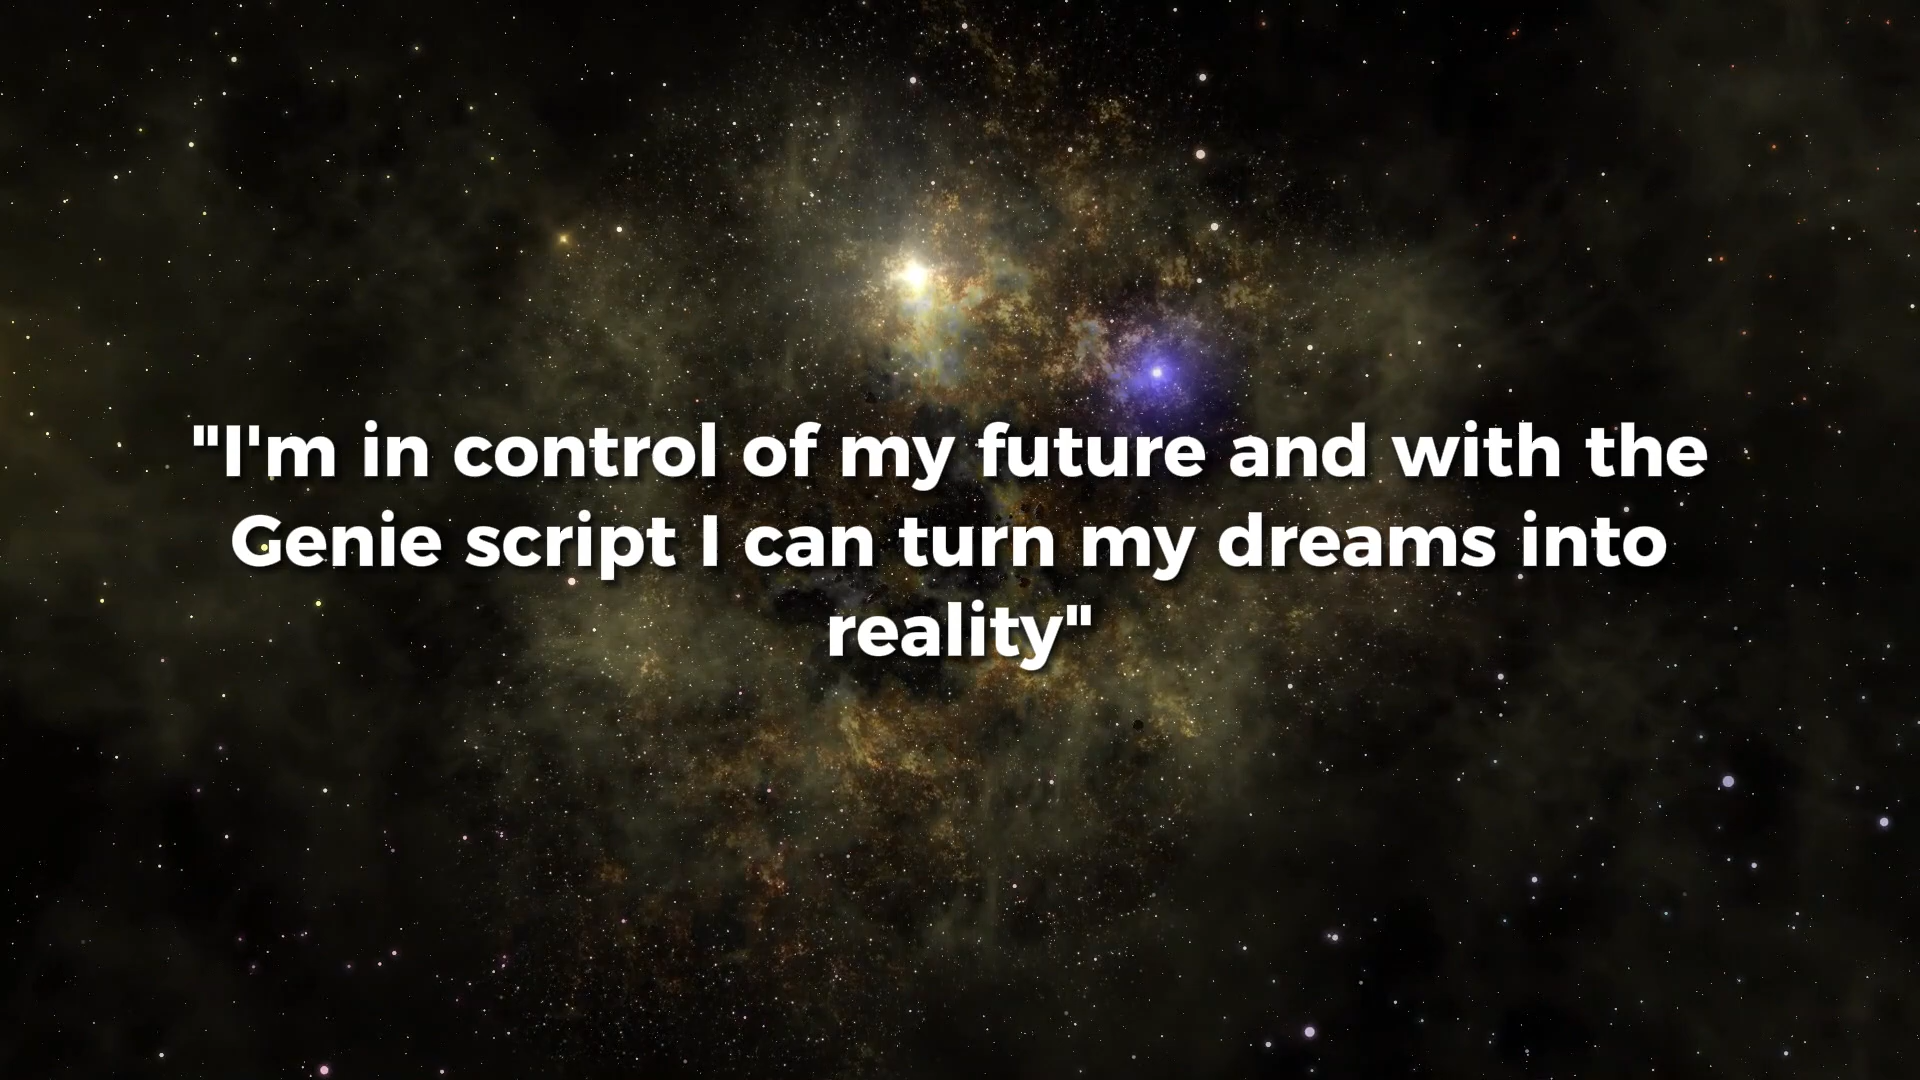 "I'm in control of my future and with the
Genie script I can turn my dreams into
reality"